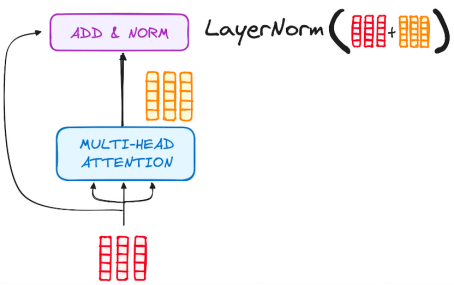 ADD & NORM
LayerNorm ( + )
MULTI-HEAD
ATTENTION